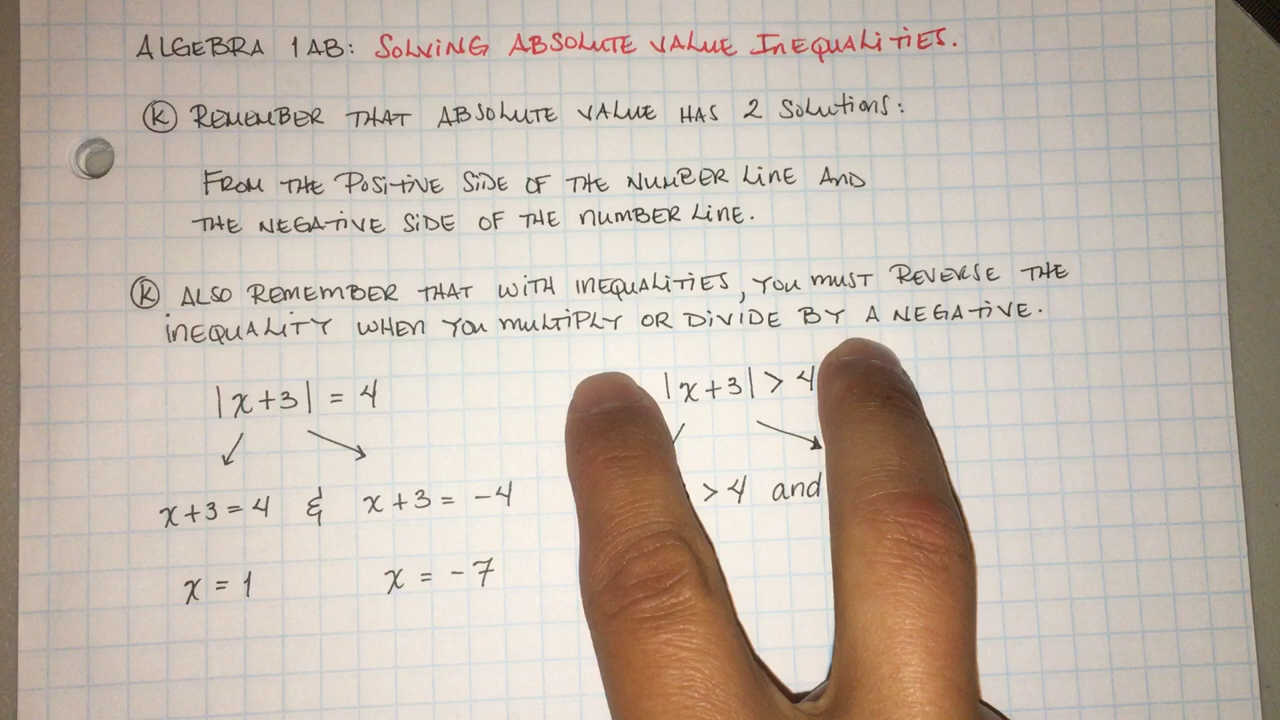 ALGEBRA 1AB: SOLVING ABSOLUTE VALUE INEQUALITIES.
Ⓚ REMEMBER THAT ABSOLUTE VALUE HAS 2 SOLUTIONS:
FROM THE POSITIVE SIDE OF THE NUMBER LINE AND
THE NEGATIVE SIDE OF THE NUMBER LINE.
Ⓚ ALSO REMEMBER THAT WITH INEQUALITIES, YOU MUST REVERSE THE
INEQUALITY WHEN YOU MULTIPLY OR DIVIDE BY A NEGATIVE.
|x+3| = 4
x+3 = 4 & x+3 = -4
x = 1 x = -7
|x+3| > 4
> 4 and